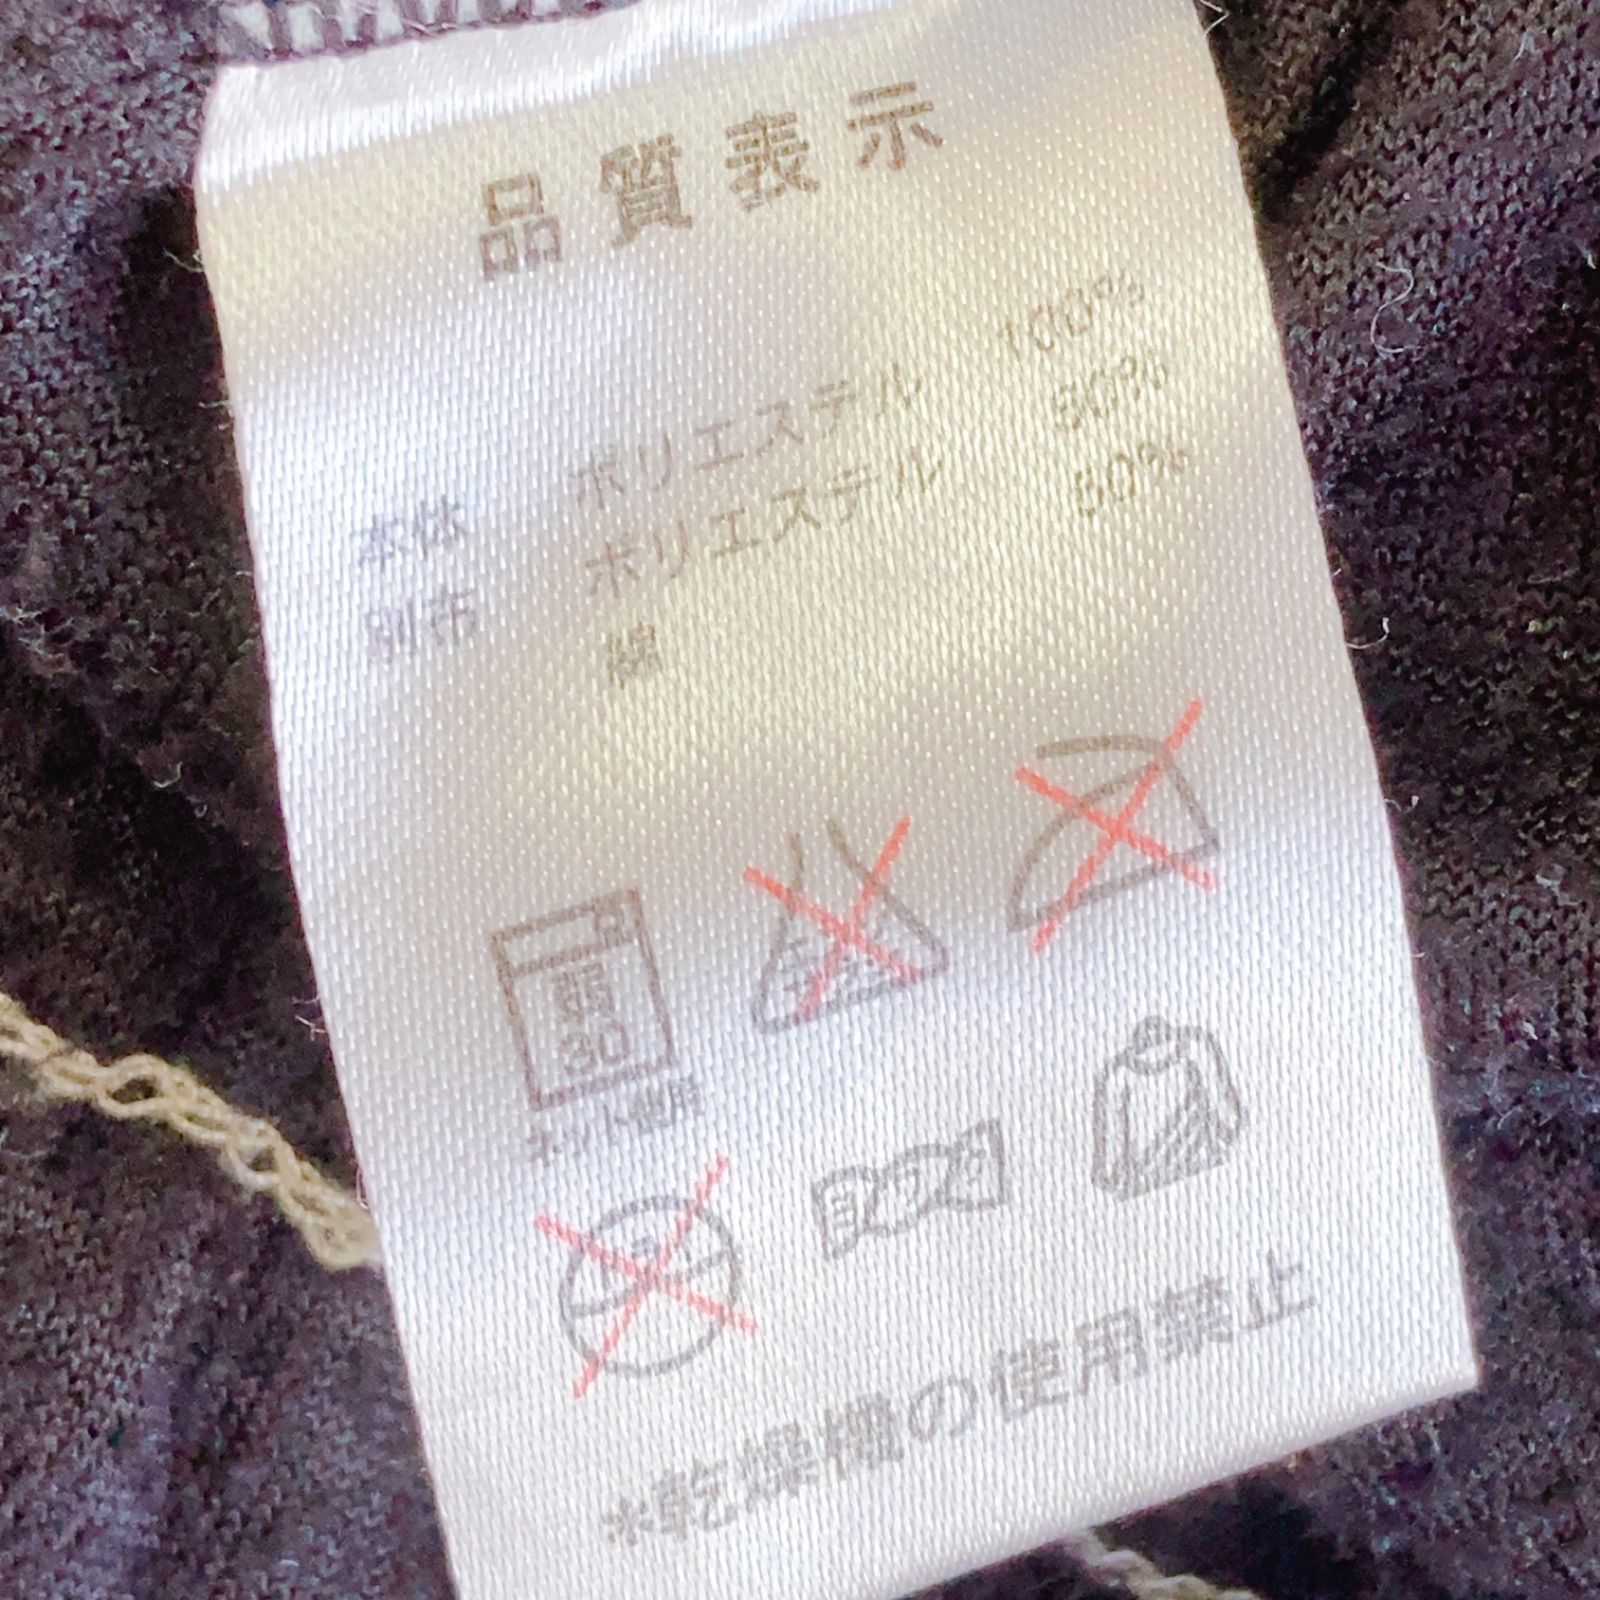 品質表示
本体 ポリエステル 100%
別布 ポリエステル 50%
綿 50%
弱
30
ネット使用
※乾燥機の使用禁止